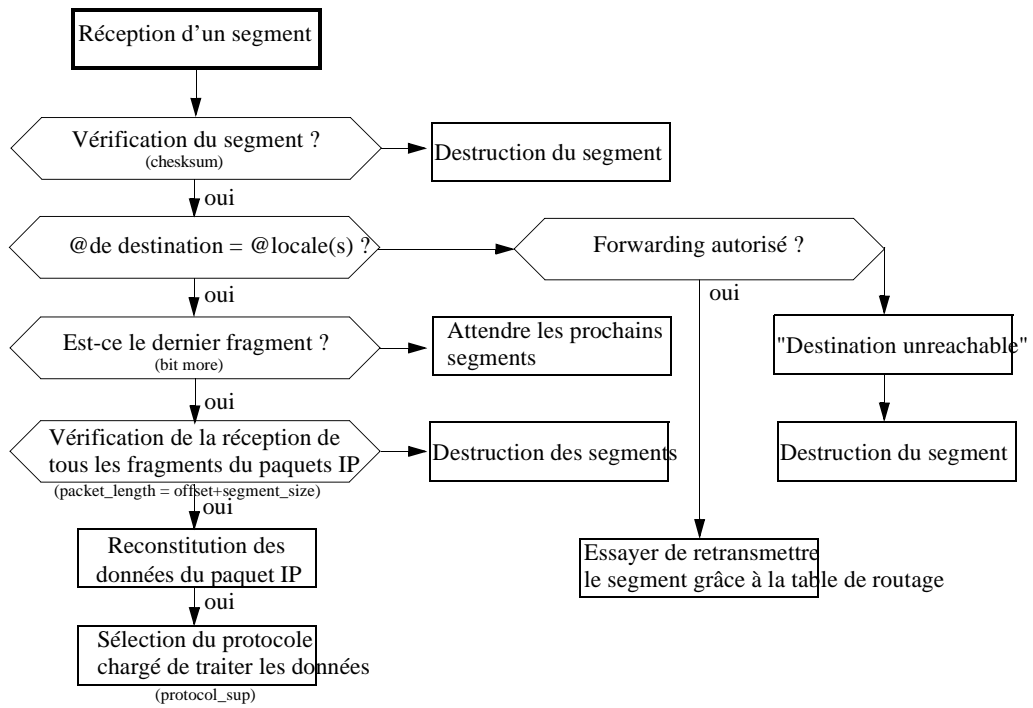 Réception d'un segment
Vérification du segment ?
(chesksum)
Destruction du segment
oui
@de destination = @locale(s) ?
Forwarding autorisé ?
oui
oui
Est-ce le dernier fragment ?
(bit more)
Attendre les prochains
segments
"Destination unreachable"
oui
Vérification de la réception de
tous les fragments du paquets IP
(packet_length = offset+segment_size)
Destruction des segments
Destruction du segment
oui
Reconstitution des
données du paquet IP
Essayer de retransmettre
le segment grâce à la table de routage
oui
Sélection du protocole
chargé de traiter les données
(protocol_sup)